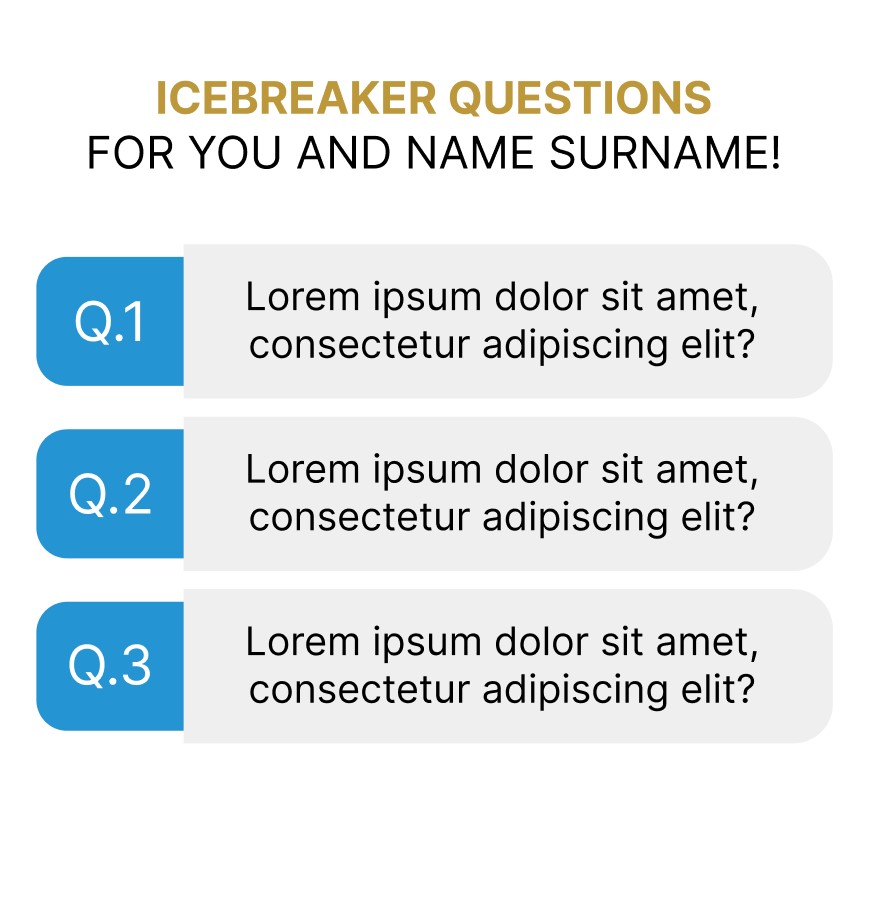 ICEBREAKER QUESTIONS
FOR YOU AND NAME SURNAME!
Q.1
Lorem ipsum dolor sit amet,
consectetur adipiscing elit?
Q.2
Lorem ipsum dolor sit amet,
consectetur adipiscing elit?
Q.3
Lorem ipsum dolor sit amet,
consectetur adipiscing elit?